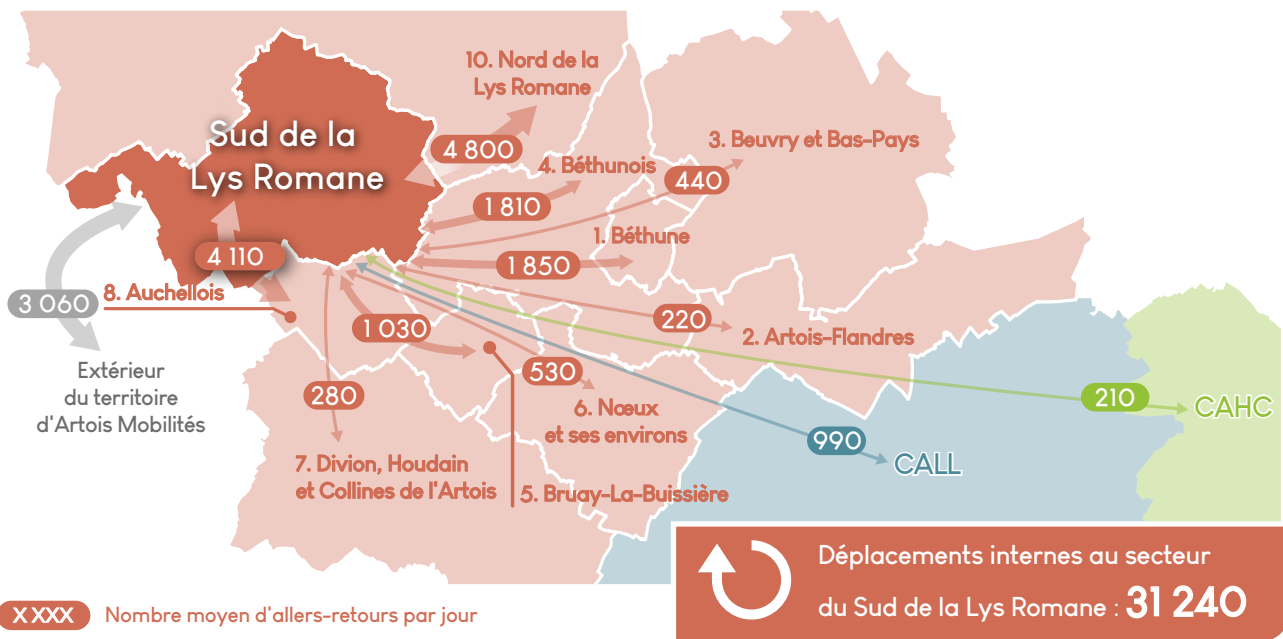 10. Nord de la
Lys Romane
Sud de la
Lys Romane
4 800
3. Beuvry et Bas-Pays
4. Béthunois
440
1 810
1. Béthune
4 110
1 850
8. Auchellois
3 060
1 030
220
2. Artois-Flandres
Extérieur
du territoire
d'Artois Mobilités
280
530
6. Nœux
et ses environs
210
CAHC
990
CALL
7. Divion, Houdain
et Collines de l'Artois
5. Bruay-La-Buissière
Déplacements internes au secteur
du Sud de la Lys Romane : 31 240
X XXX Nombre moyen d'allers-retours par jour